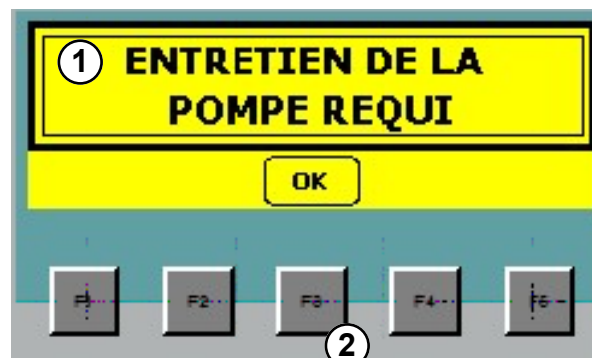 1 ENTRETIEN DE LA
POMPE REQUI
OK
F1 F2 F3 F4 F5
2